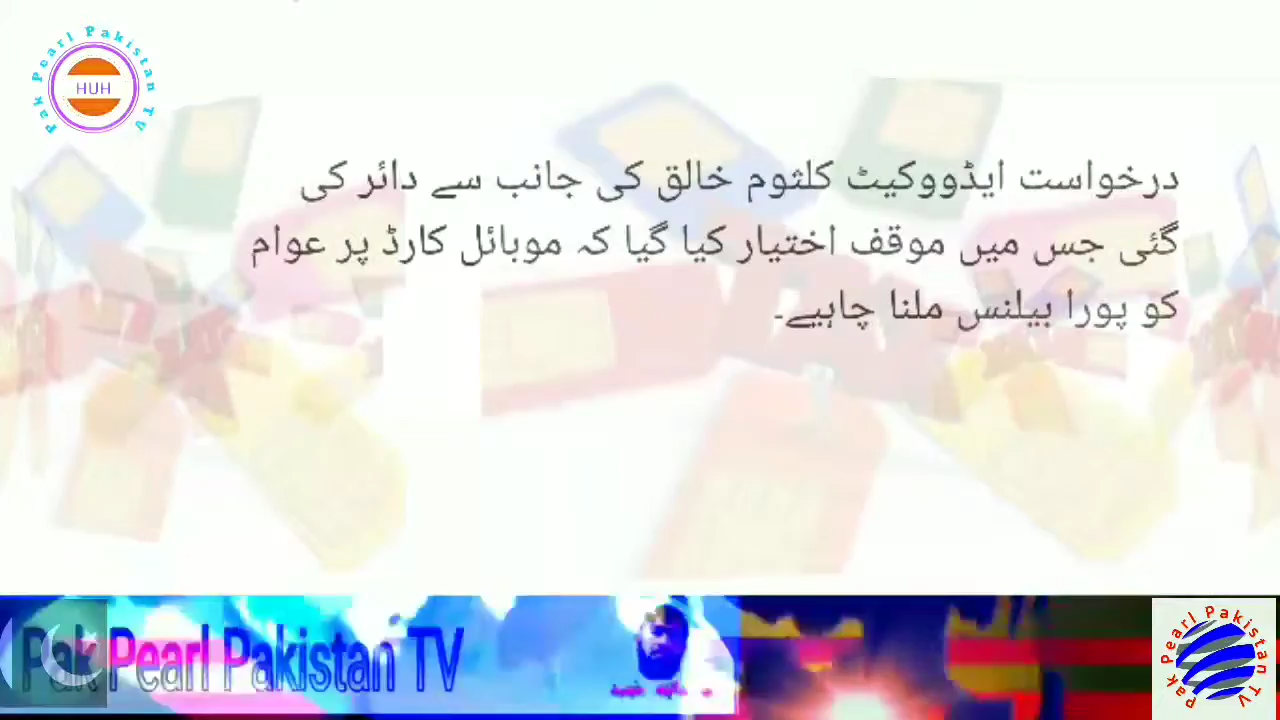 Pak Pearl Pakistan TV
HUH
درخواست ایڈووکیٹ کلثوم خالق کی جانب سے دائر کی
گئی جس میں موقف اختیار کیا گیا کہ موبائل کارڈ پر عوام
کو پورا بیلنس ملنا چاہیے۔
Pak Pearl Pakistan TV
Pak Pearl Pakistan TV